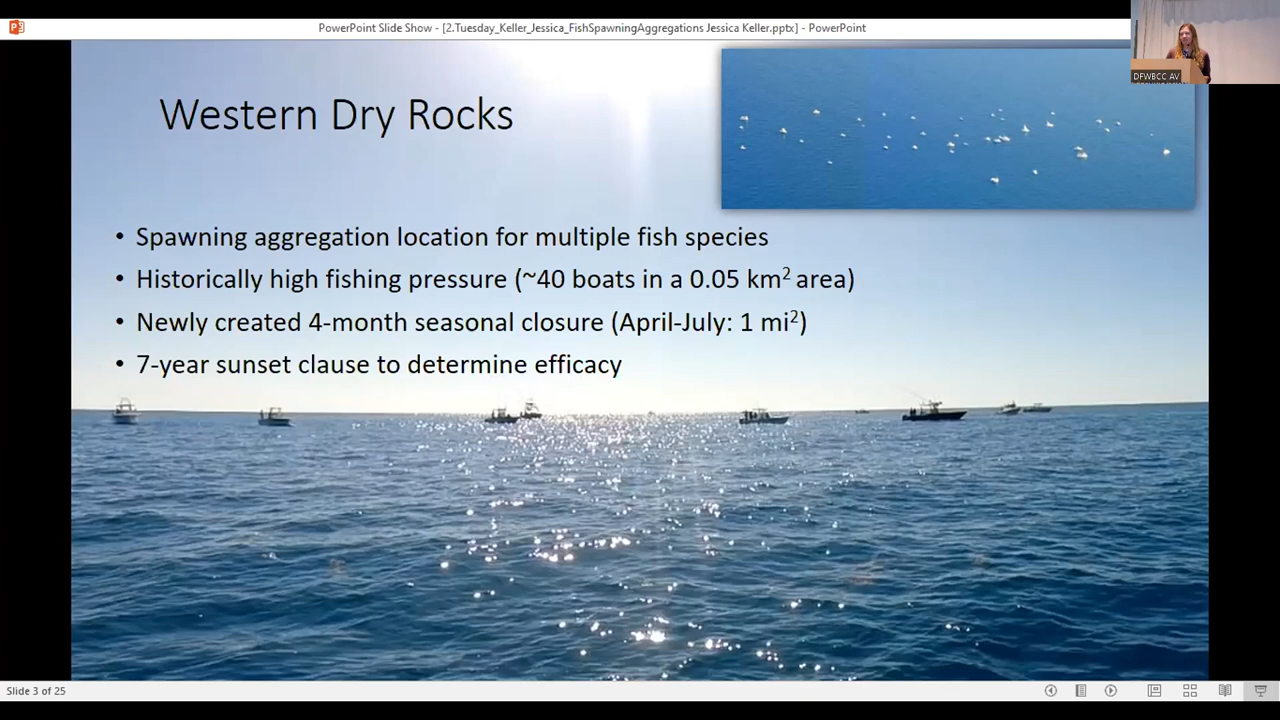 PowerPoint Slide Show - [2.Tuesday_Keller_Jessica_FishSpawningAggregations Jessica Keller.pptx] - PowerPoint
DFWBCC AV
Western Dry Rocks
• Spawning aggregation location for multiple fish species
• Historically high fishing pressure (~40 boats in a 0.05 km² area)
• Newly created 4-month seasonal closure (April-July: 1 mi²)
• 7-year sunset clause to determine efficacy
Slide 3 of 25